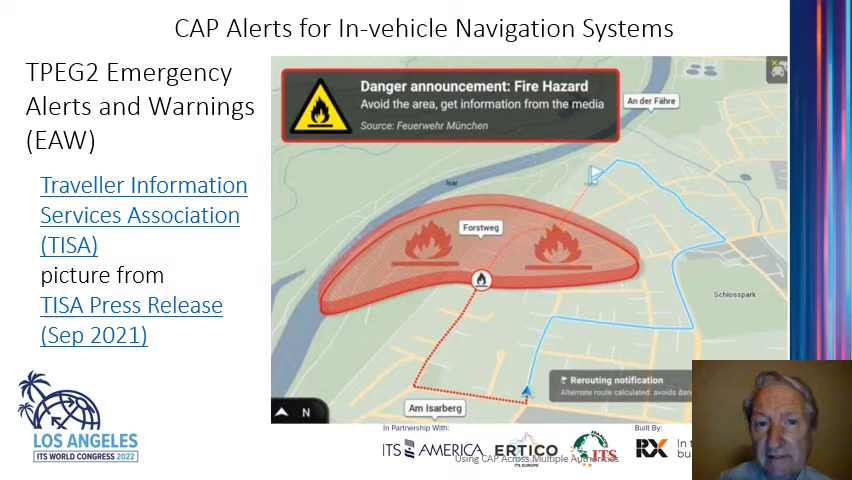 CAP Alerts for In-vehicle Navigation Systems
TPEG2 Emergency
Alerts and Warnings
(EAW)
Traveller Information
Services Association
(TISA)
picture from
TISA Press Release
(Sep 2021)
Danger announcement: Fire Hazard
Avoid the area, get information from the media
Source: Feuerwehr München
An der Fähre
Isar
Forstweg
Schlosspark
Rerouting notification
Alternate route calculated: avoids dan
Am Isarberg
N
LOS ANGELES
ITS WORLD CONGRESS 2022
In Partnership With:
ITS AMERICA
ERTICO
ITS EUROPE
ITS
Built By:
RX
In t
bu
Using CAP Across Multiple Authorities